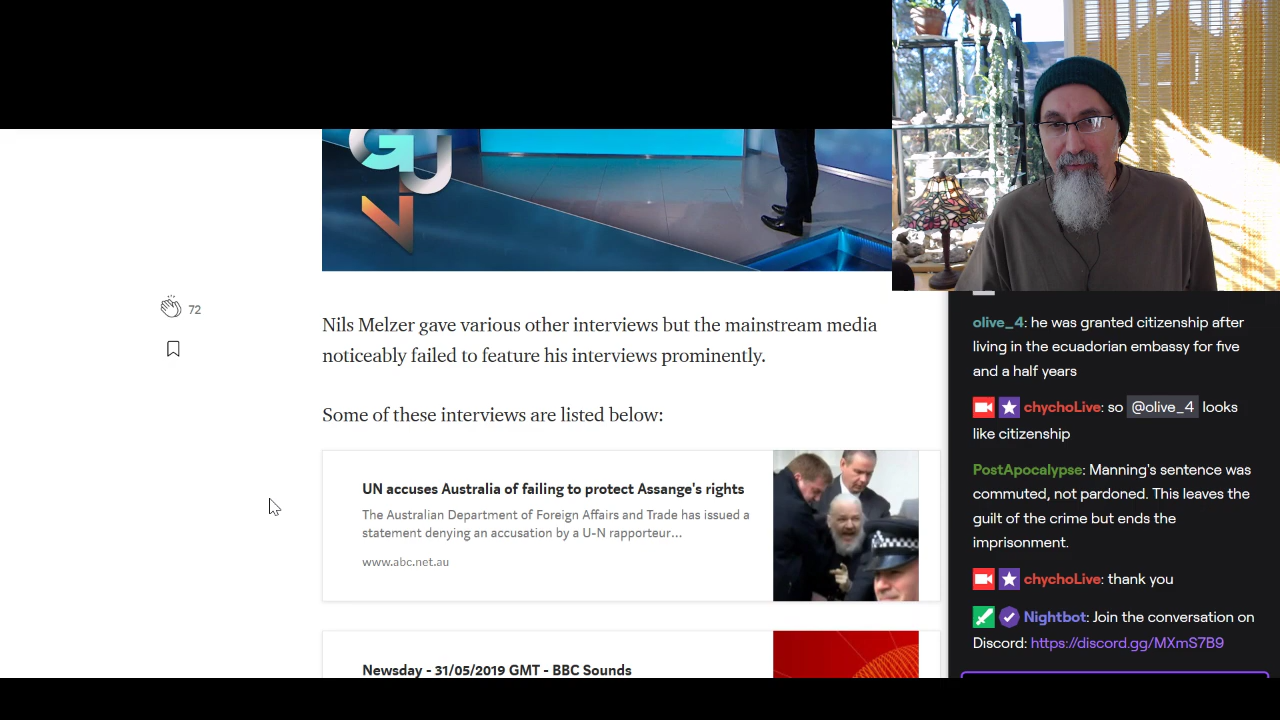 GUN
72
Nils Melzer gave various other interviews but the mainstream media
noticeably failed to feature his interviews prominently.
Some of these interviews are listed below:
UN accuses Australia of failing to protect Assange's rights
The Australian Department of Foreign Affairs and Trade has issued a
statement denying an accusation by a U-N rapporteur...
www.abc.net.au
Newsday - 31/05/2019 GMT - BBC Sounds
olive_4: he was granted citizenship after
living in the ecuadorian embassy for five
and a half years
chychoLive: so @olive_4 looks
like citizenship
PostApocalypse: Manning's sentence was
commuted, not pardoned. This leaves the
guilt of the crime but ends the
imprisonment.
chychoLive: thank you
Nightbot: Join the conversation on
Discord: https://discord.gg/MXmS7B9